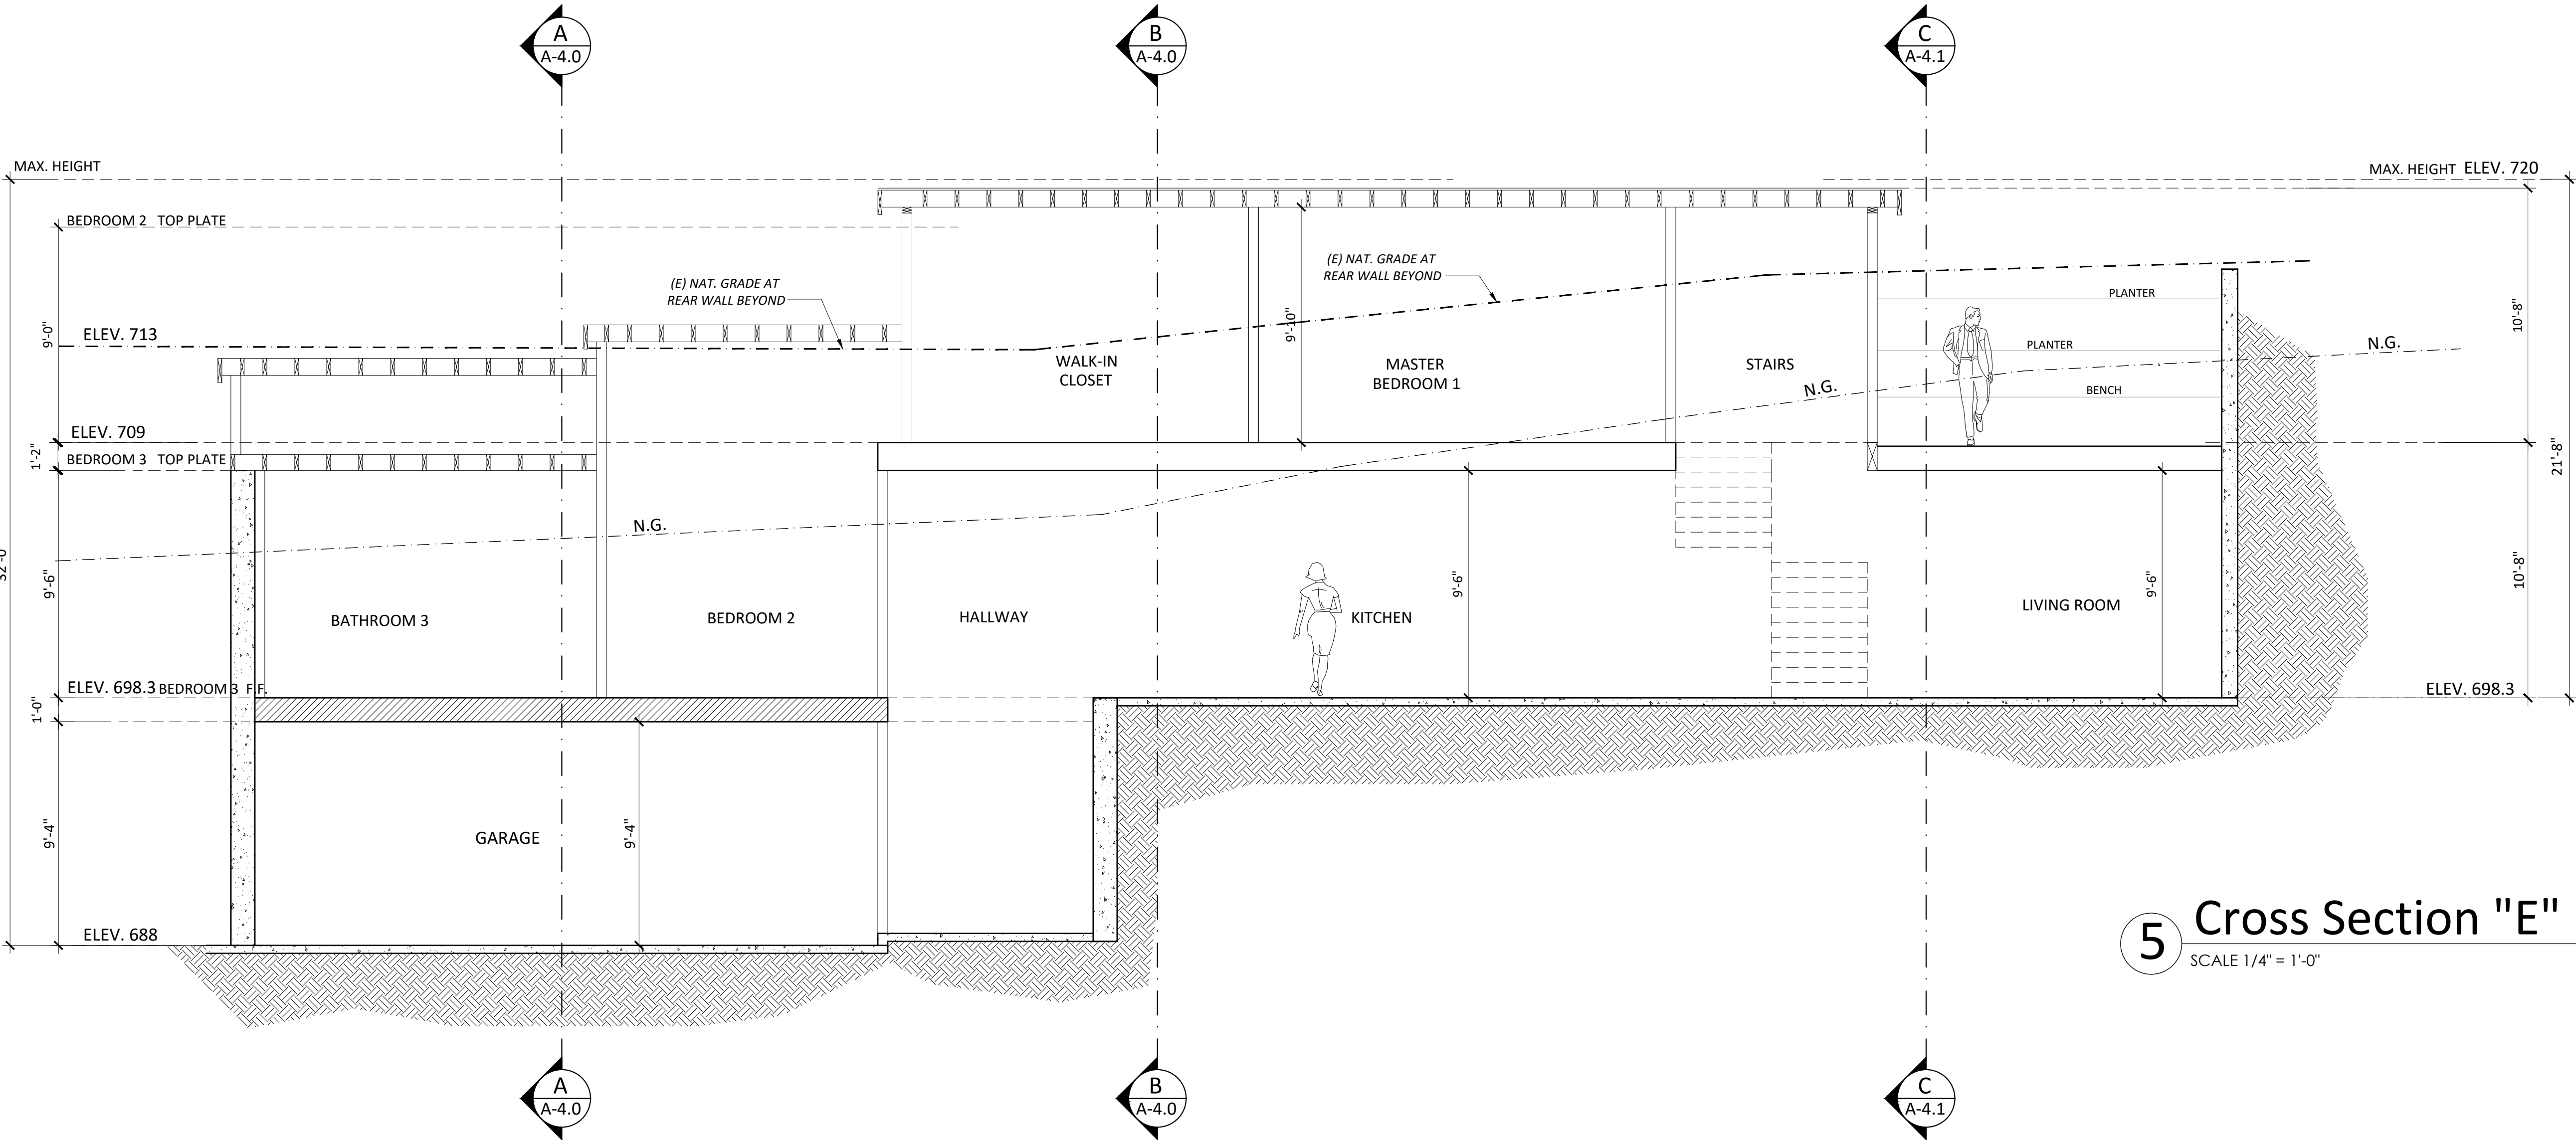 A
A-4.0
B
A-4.0
C
A-4.1
MAX. HEIGHT
MAX. HEIGHT ELEV. 720
BEDROOM 2 TOP PLATE
(E) NAT. GRADE AT
REAR WALL BEYOND
(E) NAT. GRADE AT
REAR WALL BEYOND
PLANTER
9'-0"
ELEV. 713
9'-10"
10'-8"
PLANTER
N.G.
WALK-IN
CLOSET
MASTER
BEDROOM 1
STAIRS
N.G.
BENCH
ELEV. 709
1'-2"
BEDROOM 3 TOP PLATE
21'-8"
N.G.
32'-0"
9'-6"
9'-6"
9'-6"
10'-8"
BATHROOM 3
BEDROOM 2
HALLWAY
KITCHEN
LIVING ROOM
ELEV. 698.3 BEDROOM 3 F.F.
ELEV. 698.3
1'-0"
9'-4"
GARAGE
9'-4"
ELEV. 688
5
Cross Section "E"
SCALE 1/4" = 1'-0"
A
A-4.0
B
A-4.0
C
A-4.1